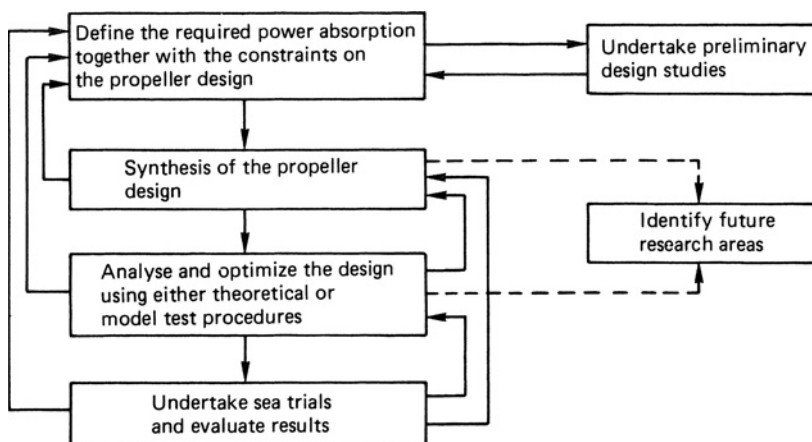 Define the required power absorption
together with the constraints on
the propeller design
Undertake preliminary
design studies
Synthesis of the propeller
design
Identify future
research areas
Analyse and optimize the design
using either theoretical or
model test procedures
Undertake sea trials
and evaluate results